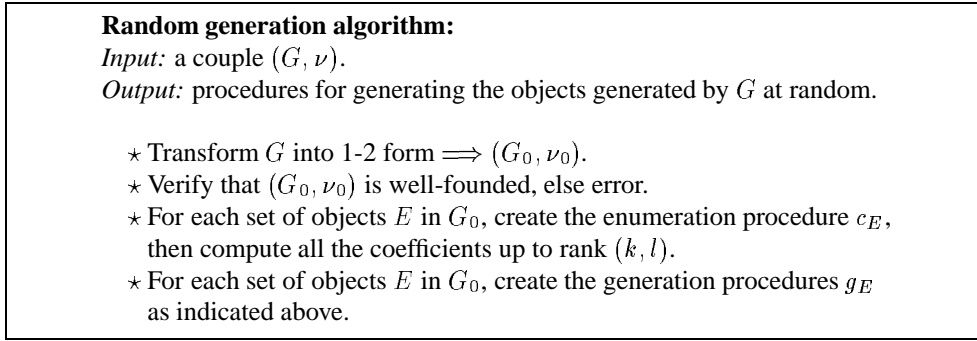 Random generation algorithm:
Input: a couple (G, ν).
Output: procedures for generating the objects generated by G at random.
⋆ Transform G into 1-2 form ⟹ (G₀, ν₀).
⋆ Verify that (G₀, ν₀) is well-founded, else error.
⋆ For each set of objects E in G₀, create the enumeration procedure c_E,
then compute all the coefficients up to rank (k, l).
⋆ For each set of objects E in G₀, create the generation procedures g_E
as indicated above.